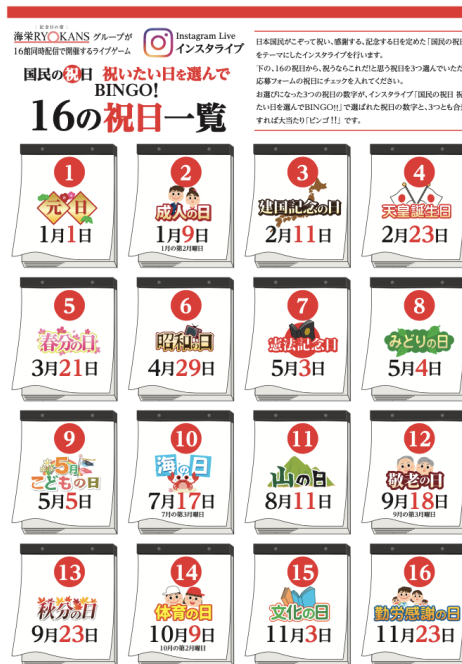 記念日の宿
海栄RYOKANS グループが
16館同時配信で開催するライブゲーム
Instagram Live
インスタライブ
国民の祝日 祝いたい日を選んで
BINGO!
16の祝日一覧
日本国民がこぞって祝い、感謝する、記念する日を定めた「国民の祝日
をテーマにしたインスタライブを行います。
下の、16の祝日から、祝うならこれだ!と思う祝日を3つ選んでいただ
応募フォームの祝日にチェックを入れてください。
お選びになった3つの祝日の数字が、インスタライブ「国民の祝日 祝
たい日を選んでBINGO!!」で選ばれた祝日の数字と、3つとも合
すれば大当たり「ビンゴ!!」です。
1
元日
1月1日
2
成人の日
1月9日
1月の第2月曜日
3
建国記念の日
2月11日
4
天皇誕生日
2月23日
5
春分の日
3月21日
6
昭和の日
4月29日
7
憲法記念日
5月3日
8
みどりの日
5月4日
9
5月
こどもの日
5月5日
10
海の日
7月17日
7月の第3月曜日
11
山の日
8月11日
12
敬老の日
9月18日
9月の第3月曜日
13
秋分の日
9月23日
14
体育の日
10月9日
10月の第2月曜日
15
文化の日
11月3日
16
勤労感謝の日
11月23日